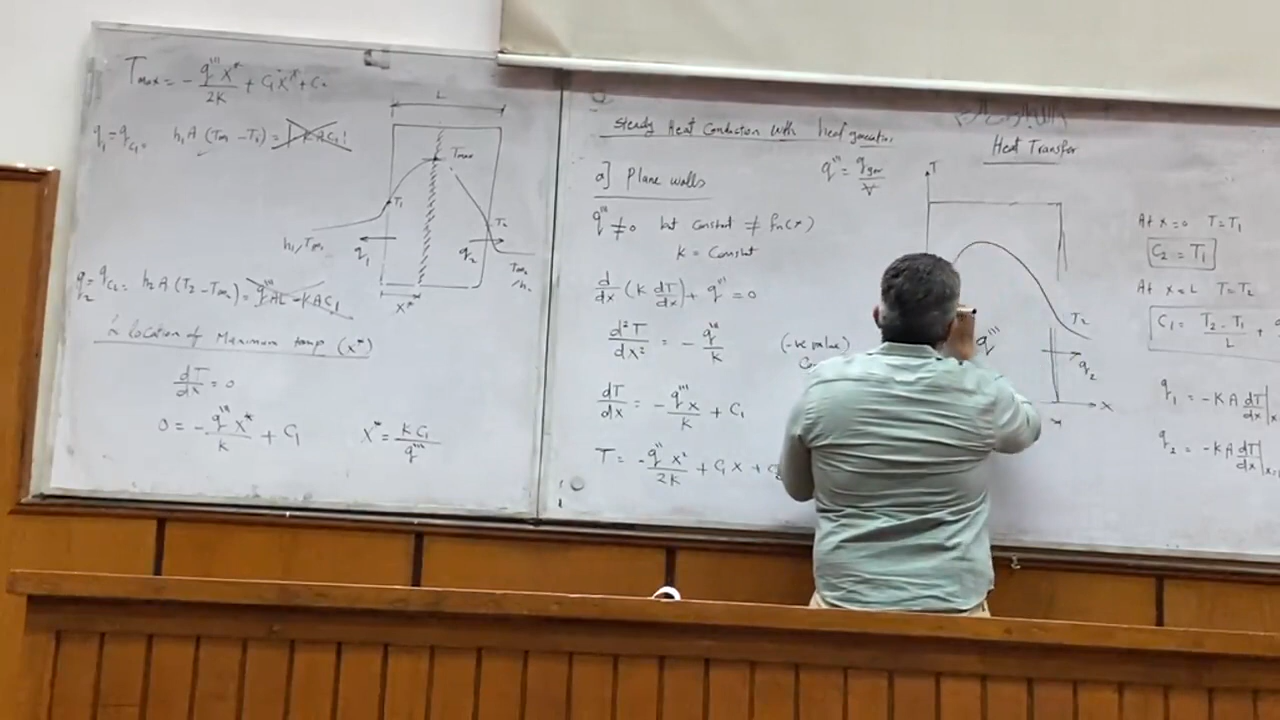 Tmax = - q''' x*² / 2K + C₁x* + C₂
q₁ = qc₁ = h₁A (T∞ - T₁) =
L
Tmax
T₁
T₂
h₁, T∞₁
q₁
q₂
x*
q₂ = qc₂ = h₂A (T₂ - T∞) = q'''AL - KAC₁
location of Maximum temp (x*)
dT/dx = 0
0 = - q''' x* / K + C₁
x* = K C₁ / q'''
Steady Heat Conduction with heat generation
a] Plane walls
q''' = qgen / V
q''' ≠ 0 but constant ≠ fn(x)
K = Constant
d/dx (K dT/dx) + q''' = 0
d²T/dx² = - q'''/K
(-ve value)
dT/dx = - q''' x / K + C₁
T = - q''' x² / 2K + C₁x + C₂
Heat Transfer
T
T₂
q'''
q₂
x
At x=0 T=T₁
C₂ = T₁
At x=L T=T₂
C₁ = T₂ - T₁ / L +
q₁ = -KA dT/dx|x
q₂ = -KA dT/dx|x=